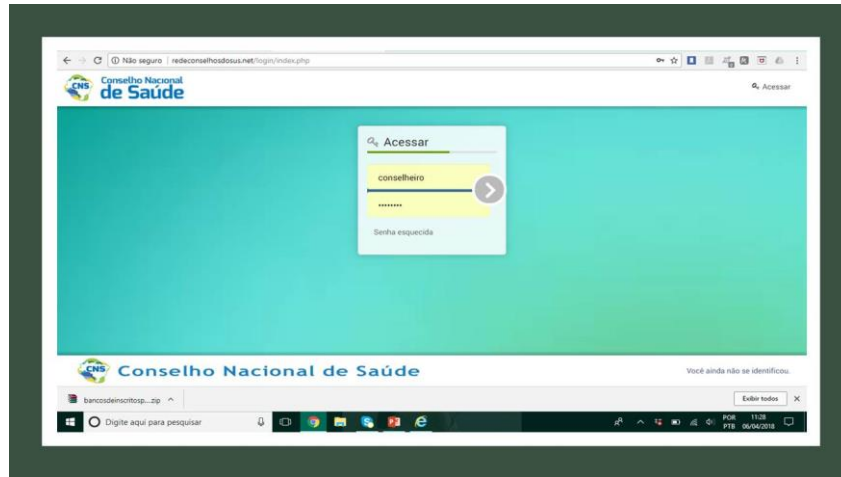 Não seguro | redeconselhosdosus.net/login/index.php
CNS Conselho Nacional
de Saúde
Acessar
Acessar
conselheiro
••••••••
Senha esquecida
CNS Conselho Nacional de Saúde
Você ainda não se identificou.
bancosdeinscritosp....zip
Exibir todos
Digite aqui para pesquisar
POR 11:28
PTB 06/04/2018